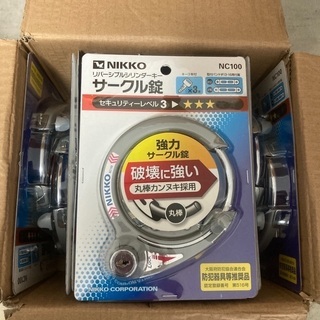 NIKKO
NC100
リバーシブルシリンダーキー
サークル錠
セキュリティーレベル3
強力
サークル錠
破壊に強い
丸棒カンヌキ採用
丸棒
防犯器具等推奨品
NIKKO CORPORATION
NIKKO